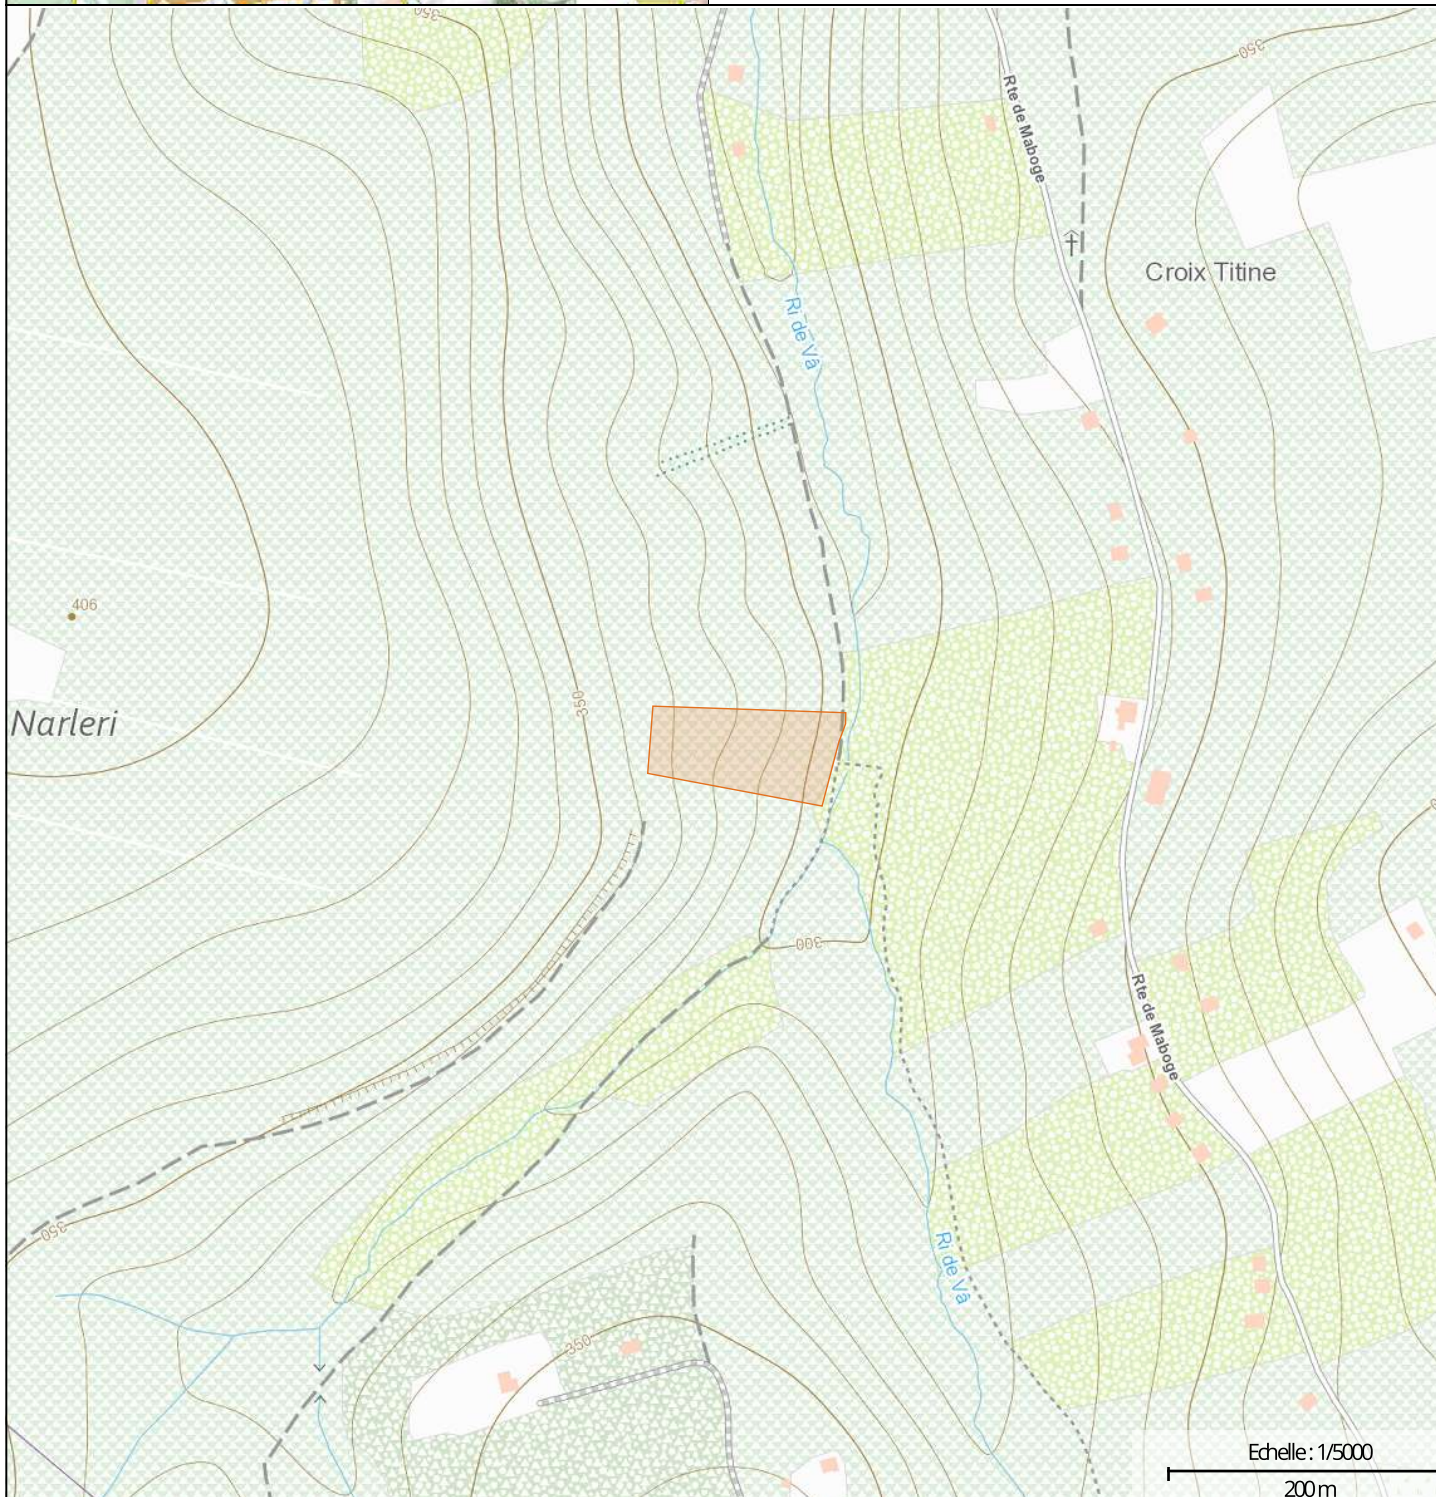 350
350
Rte de Maboge
Croix Titine
Ri de Vâ
406
350
Narleri
300
Rte de Maboge
350
Ri de Vâ
350
Echelle : 1/5000
200 m